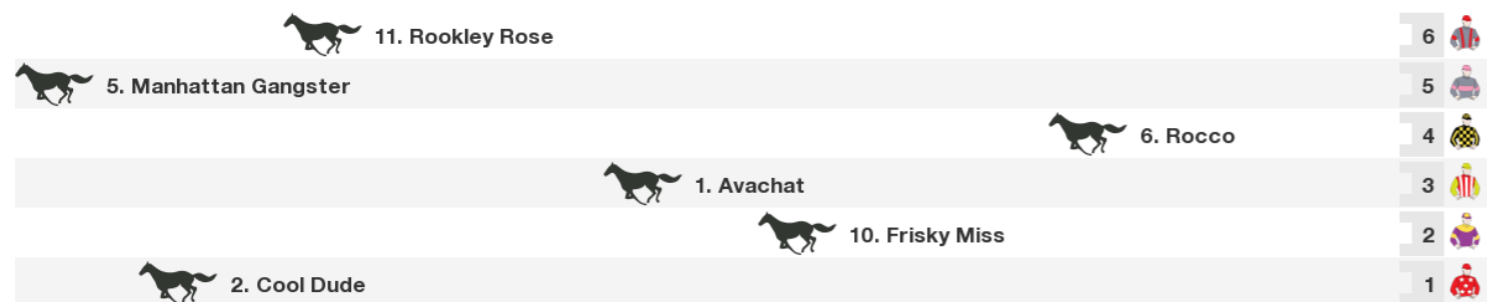 11. Rookley Rose 6
5. Manhattan Gangster 5
6. Rocco 4
1. Avachat 3
10. Frisky Miss 2
2. Cool Dude 1